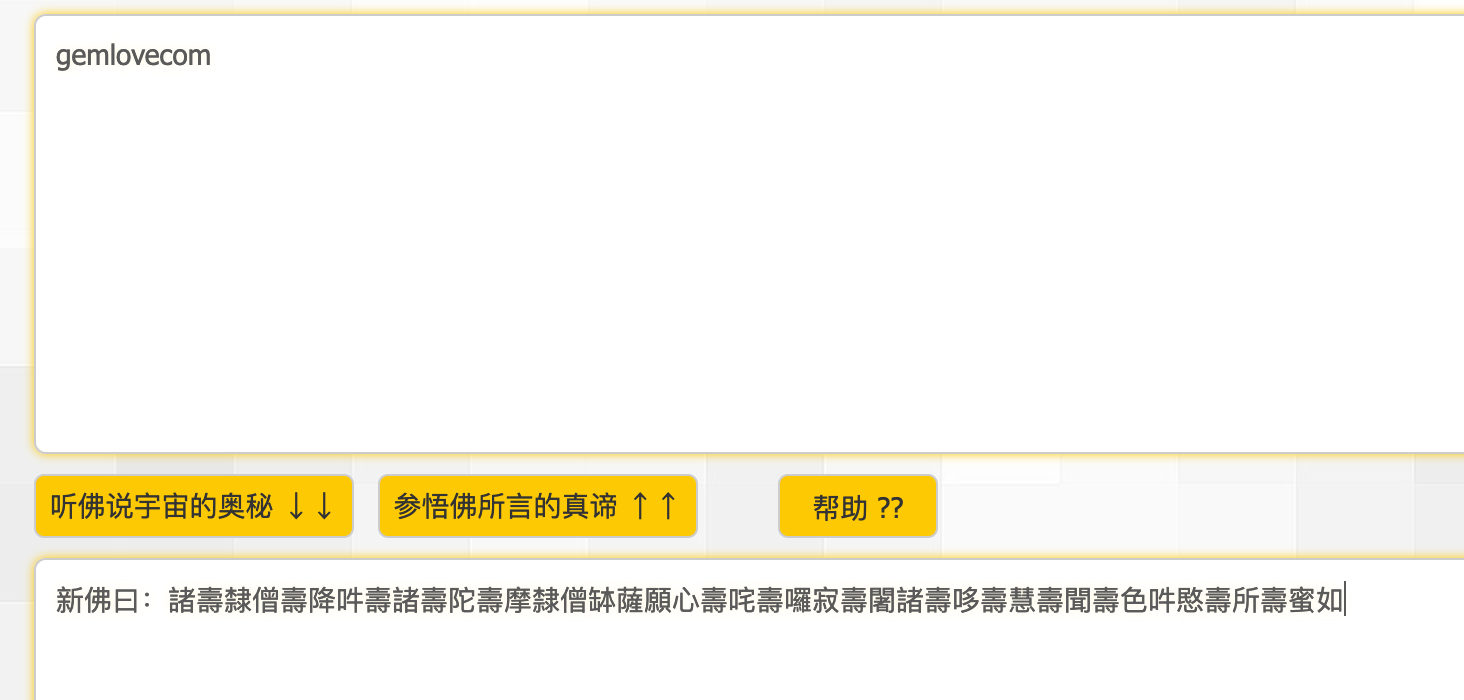 gemlovecom
听佛说宇宙的奥秘 ↓↓
参悟佛所言的真谛 ↑↑
帮助 ??
新佛曰：諸壽隸僧壽降吽壽諸壽陀壽摩隸僧缽薩願心壽咤壽囉寂壽闍諸壽哆壽慧壽聞壽色吽愍壽所壽蜜如